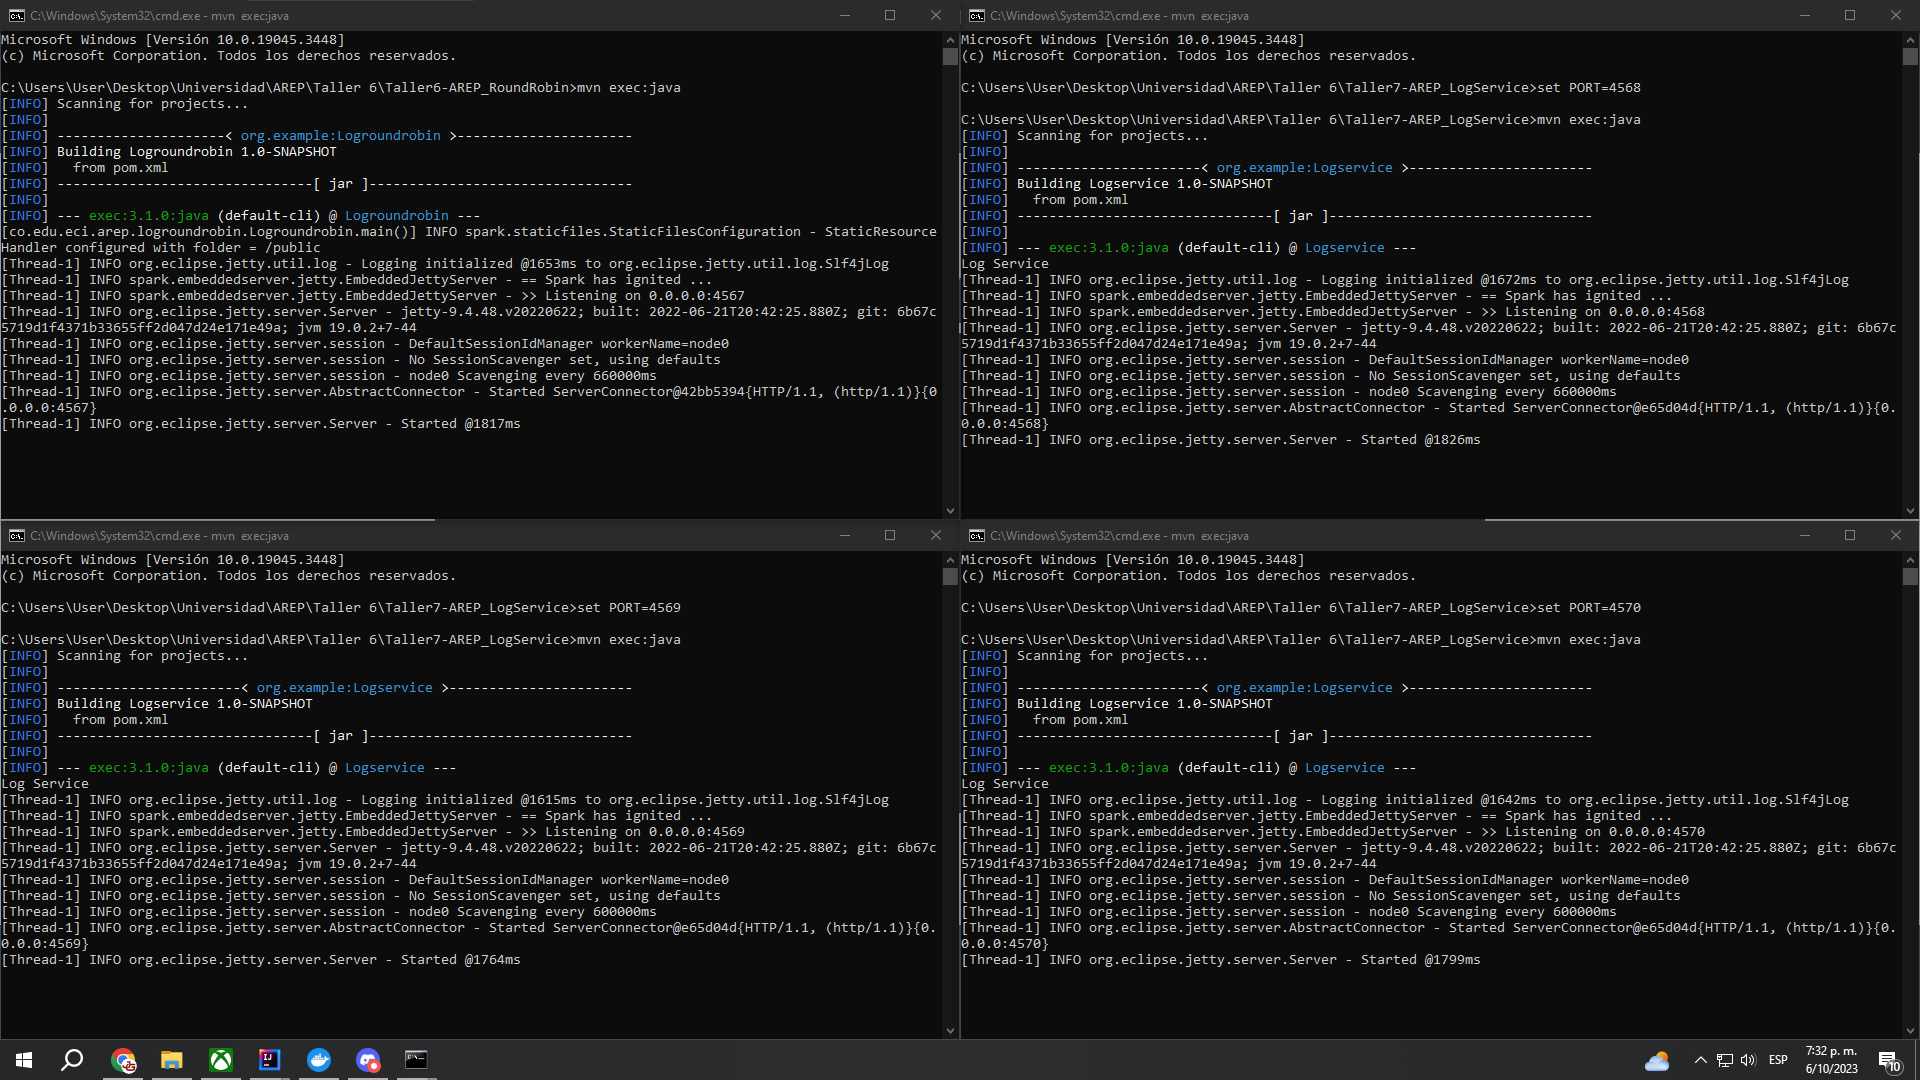 C:\Windows\System32\cmd.exe - mvn  exec:java
Microsoft Windows [Versión 10.0.19045.3448]
(c) Microsoft Corporation. Todos los derechos reservados.
C:\Users\User\Desktop\Universidad\AREP\Taller 6\Taller6-AREP_RoundRobin>mvn exec:java
[INFO] Scanning for projects...
[INFO]
[INFO] ---------------------< org.example:Logroundrobin >----------------------
[INFO] Building Logroundrobin 1.0-SNAPSHOT
[INFO]   from pom.xml
[INFO] --------------------------------[ jar ]---------------------------------
[INFO]
[INFO] --- exec:3.1.0:java (default-cli) @ Logroundrobin ---
[co.edu.eci.arep.logroundrobin.Logroundrobin.main()] INFO spark.staticfiles.StaticFilesConfiguration - StaticResource
Handler configured with folder = /public
[Thread-1] INFO org.eclipse.jetty.util.log - Logging initialized @1653ms to org.eclipse.jetty.util.log.Slf4jLog
[Thread-1] INFO spark.embeddedserver.jetty.EmbeddedJettyServer - == Spark has ignited ...
[Thread-1] INFO spark.embeddedserver.jetty.EmbeddedJettyServer - >> Listening on 0.0.0.0:4567
[Thread-1] INFO org.eclipse.jetty.server.Server - jetty-9.4.48.v20220622; built: 2022-06-21T20:42:25.880Z; git: 6b67c
5719d1f4371b33655ff2d047d24e171e49a; jvm 19.0.2+7-44
[Thread-1] INFO org.eclipse.jetty.server.session - DefaultSessionIdManager workerName=node0
[Thread-1] INFO org.eclipse.jetty.server.session - No SessionScavenger set, using defaults
[Thread-1] INFO org.eclipse.jetty.server.session - node0 Scavenging every 660000ms
[Thread-1] INFO org.eclipse.jetty.server.AbstractConnector - Started ServerConnector@42bb5394{HTTP/1.1, (http/1.1)}{0
.0.0.0:4567}
[Thread-1] INFO org.eclipse.jetty.server.Server - Started @1817ms
C:\Windows\System32\cmd.exe - mvn  exec:java
Microsoft Windows [Versión 10.0.19045.3448]
(c) Microsoft Corporation. Todos los derechos reservados.
C:\Users\User\Desktop\Universidad\AREP\Taller 6\Taller7-AREP_LogService>set PORT=4568
C:\Users\User\Desktop\Universidad\AREP\Taller 6\Taller7-AREP_LogService>mvn exec:java
[INFO] Scanning for projects...
[INFO]
[INFO] -----------------------< org.example:Logservice >-----------------------
[INFO] Building Logservice 1.0-SNAPSHOT
[INFO]   from pom.xml
[INFO] --------------------------------[ jar ]---------------------------------
[INFO]
[INFO] --- exec:3.1.0:java (default-cli) @ Logservice ---
Log Service
[Thread-1] INFO org.eclipse.jetty.util.log - Logging initialized @1672ms to org.eclipse.jetty.util.log.Slf4jLog
[Thread-1] INFO spark.embeddedserver.jetty.EmbeddedJettyServer - == Spark has ignited ...
[Thread-1] INFO spark.embeddedserver.jetty.EmbeddedJettyServer - >> Listening on 0.0.0.0:4568
[Thread-1] INFO org.eclipse.jetty.server.Server - jetty-9.4.48.v20220622; built: 2022-06-21T20:42:25.880Z; git: 6b67c
5719d1f4371b33655ff2d047d24e171e49a; jvm 19.0.2+7-44
[Thread-1] INFO org.eclipse.jetty.server.session - DefaultSessionIdManager workerName=node0
[Thread-1] INFO org.eclipse.jetty.server.session - No SessionScavenger set, using defaults
[Thread-1] INFO org.eclipse.jetty.server.session - node0 Scavenging every 660000ms
[Thread-1] INFO org.eclipse.jetty.server.AbstractConnector - Started ServerConnector@e65d04d{HTTP/1.1, (http/1.1)}{0.
0.0.0:4568}
[Thread-1] INFO org.eclipse.jetty.server.Server - Started @1826ms
C:\Windows\System32\cmd.exe - mvn  exec:java
Microsoft Windows [Versión 10.0.19045.3448]
(c) Microsoft Corporation. Todos los derechos reservados.
C:\Users\User\Desktop\Universidad\AREP\Taller 6\Taller7-AREP_LogService>set PORT=4569
C:\Users\User\Desktop\Universidad\AREP\Taller 6\Taller7-AREP_LogService>mvn exec:java
[INFO] Scanning for projects...
[INFO]
[INFO] -----------------------< org.example:Logservice >-----------------------
[INFO] Building Logservice 1.0-SNAPSHOT
[INFO]   from pom.xml
[INFO] --------------------------------[ jar ]---------------------------------
[INFO]
[INFO] --- exec:3.1.0:java (default-cli) @ Logservice ---
Log Service
[Thread-1] INFO org.eclipse.jetty.util.log - Logging initialized @1615ms to org.eclipse.jetty.util.log.Slf4jLog
[Thread-1] INFO spark.embeddedserver.jetty.EmbeddedJettyServer - == Spark has ignited ...
[Thread-1] INFO spark.embeddedserver.jetty.EmbeddedJettyServer - >> Listening on 0.0.0.0:4569
[Thread-1] INFO org.eclipse.jetty.server.Server - jetty-9.4.48.v20220622; built: 2022-06-21T20:42:25.880Z; git: 6b67c
5719d1f4371b33655ff2d047d24e171e49a; jvm 19.0.2+7-44
[Thread-1] INFO org.eclipse.jetty.server.session - DefaultSessionIdManager workerName=node0
[Thread-1] INFO org.eclipse.jetty.server.session - No SessionScavenger set, using defaults
[Thread-1] INFO org.eclipse.jetty.server.session - node0 Scavenging every 600000ms
[Thread-1] INFO org.eclipse.jetty.server.AbstractConnector - Started ServerConnector@e65d04d{HTTP/1.1, (http/1.1)}{0.
0.0.0:4569}
[Thread-1] INFO org.eclipse.jetty.server.Server - Started @1764ms
C:\Windows\System32\cmd.exe - mvn  exec:java
Microsoft Windows [Versión 10.0.19045.3448]
(c) Microsoft Corporation. Todos los derechos reservados.
C:\Users\User\Desktop\Universidad\AREP\Taller 6\Taller7-AREP_LogService>set PORT=4570
C:\Users\User\Desktop\Universidad\AREP\Taller 6\Taller7-AREP_LogService>mvn exec:java
[INFO] Scanning for projects...
[INFO]
[INFO] -----------------------< org.example:Logservice >-----------------------
[INFO] Building Logservice 1.0-SNAPSHOT
[INFO]   from pom.xml
[INFO] --------------------------------[ jar ]---------------------------------
[INFO]
[INFO] --- exec:3.1.0:java (default-cli) @ Logservice ---
Log Service
[Thread-1] INFO org.eclipse.jetty.util.log - Logging initialized @1642ms to org.eclipse.jetty.util.log.Slf4jLog
[Thread-1] INFO spark.embeddedserver.jetty.EmbeddedJettyServer - == Spark has ignited ...
[Thread-1] INFO spark.embeddedserver.jetty.EmbeddedJettyServer - >> Listening on 0.0.0.0:4570
[Thread-1] INFO org.eclipse.jetty.server.Server - jetty-9.4.48.v20220622; built: 2022-06-21T20:42:25.880Z; git: 6b67c
5719d1f4371b33655ff2d047d24e171e49a; jvm 19.0.2+7-44
[Thread-1] INFO org.eclipse.jetty.server.session - DefaultSessionIdManager workerName=node0
[Thread-1] INFO org.eclipse.jetty.server.session - No SessionScavenger set, using defaults
[Thread-1] INFO org.eclipse.jetty.server.session - node0 Scavenging every 600000ms
[Thread-1] INFO org.eclipse.jetty.server.AbstractConnector - Started ServerConnector@e65d04d{HTTP/1.1, (http/1.1)}{0.
0.0.0:4570}
[Thread-1] INFO org.eclipse.jetty.server.Server - Started @1799ms
ESP
7:32 p. m.
6/10/2023
10